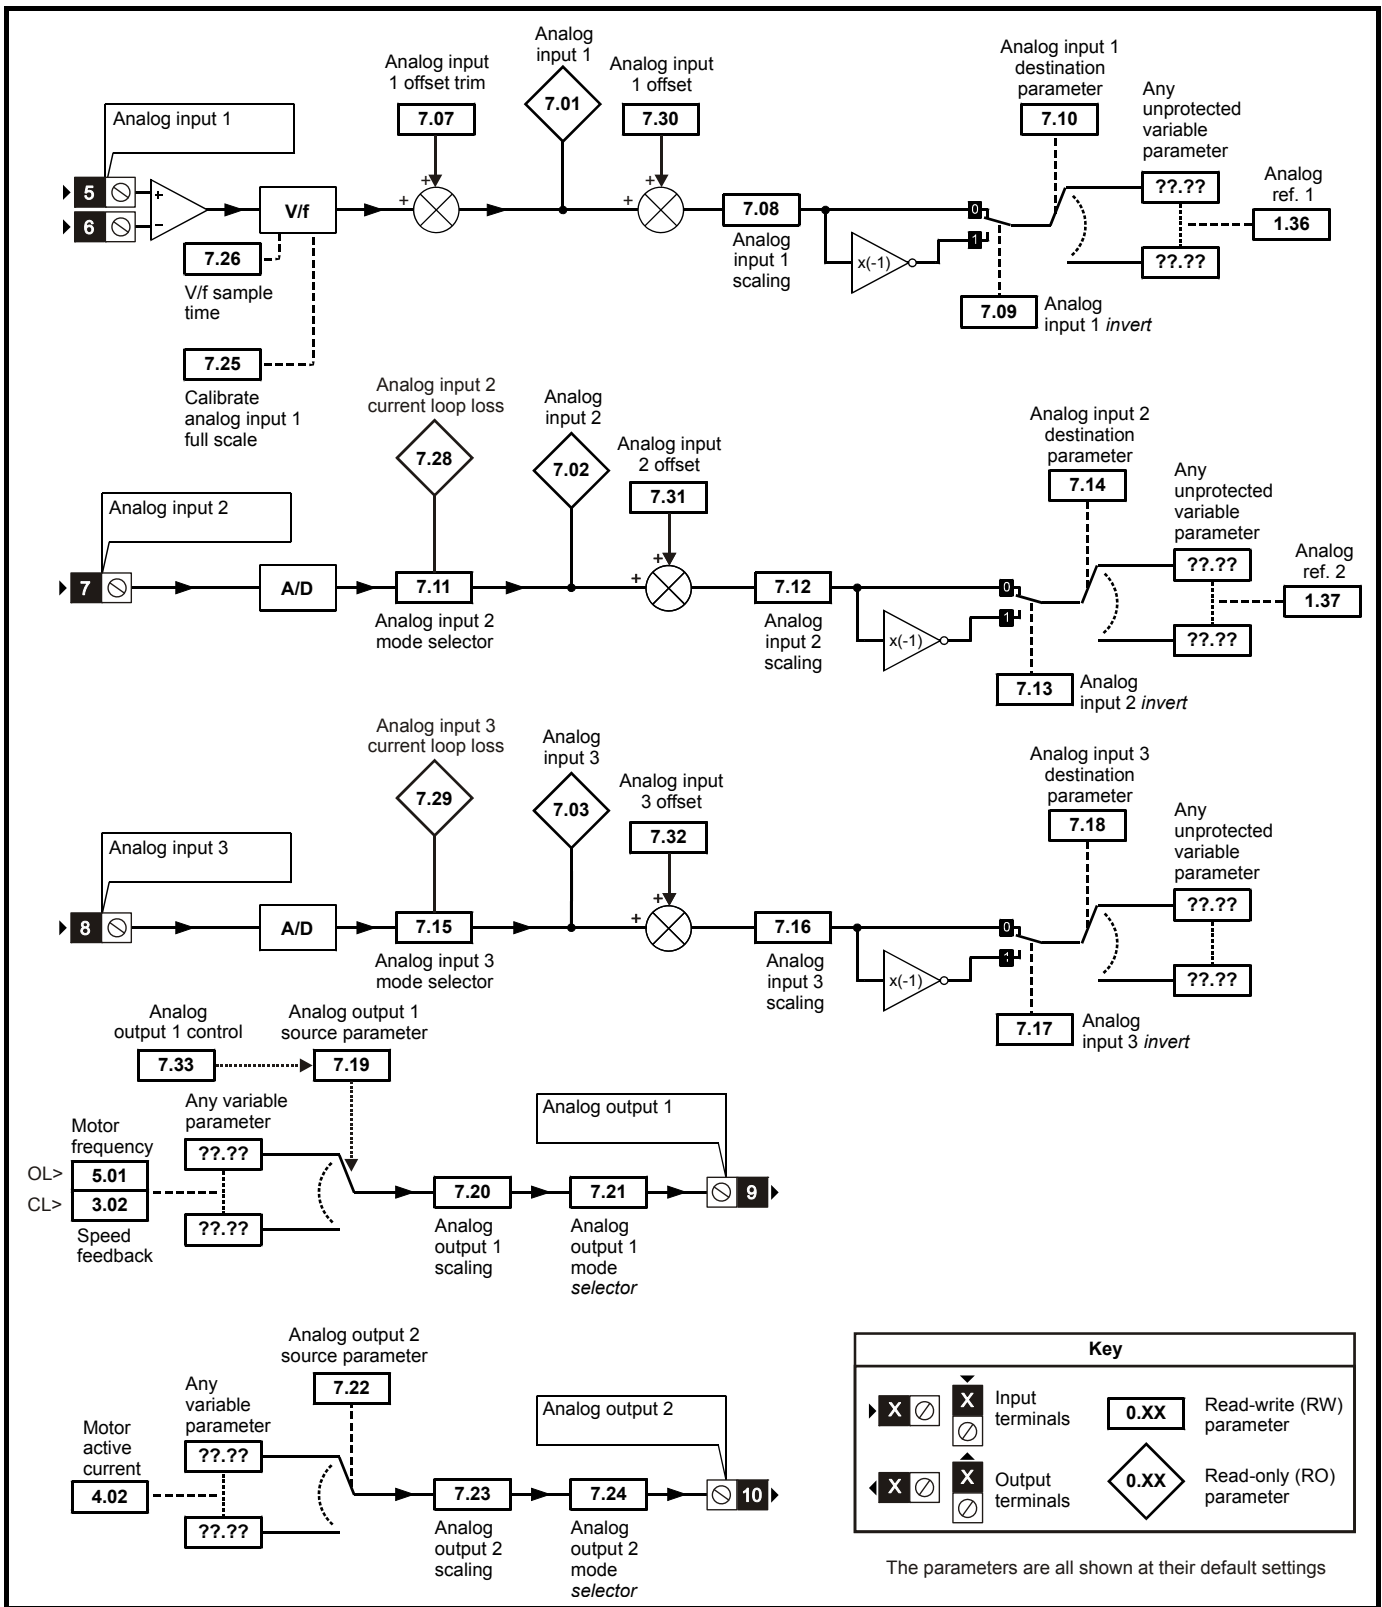 Analog input 1
5
6
+
−
V/f
7.26
V/f sample
time
7.25
Calibrate
analog input 1
full scale
Analog input
1 offset trim
7.07
+
+
Analog
input 1
7.01
Analog input
1 offset
7.30
+
+
7.08
Analog
input 1
scaling
x(-1)
0
1
7.09
Analog
input 1 invert
Analog input 1
destination
parameter
7.10
Any
unprotected
variable
parameter
??.??
??.??
Analog
ref. 1
1.36
Analog input 2
7
A/D
Analog input 2
current loop loss
7.28
7.11
Analog input 2
mode selector
Analog
input 2
7.02
Analog input
2 offset
7.31
+
+
7.12
Analog
input 2
scaling
x(-1)
0
1
7.13
Analog
input 2 invert
Analog input 2
destination
parameter
7.14
Any
unprotected
variable
parameter
??.??
??.??
Analog
ref. 2
1.37
Analog input 3
8
A/D
Analog input 3
current loop loss
7.29
7.15
Analog input 3
mode selector
Analog
input 3
7.03
Analog input
3 offset
7.32
+
+
7.16
Analog
input 3
scaling
x(-1)
0
1
7.17
Analog
input 3 invert
Analog input 3
destination
parameter
7.18
Any
unprotected
variable
parameter
??.??
??.??
Analog
output 1 control
7.33
Analog output 1
source parameter
7.19
Any variable
parameter
??.??
??.??
Motor
frequency
OL>
5.01
CL>
3.02
Speed
feedback
7.20
Analog
output 1
scaling
7.21
Analog
output 1
mode
selector
Analog output 1
9
Analog output 2
source parameter
7.22
Any
variable
parameter
??.??
??.??
Motor
active
current
4.02
7.23
Analog
output 2
scaling
7.24
Analog
output 2
mode
selector
Analog output 2
10
Key
X
X
Input
terminals
0.XX
Read-write (RW)
parameter
X
X
Output
terminals
0.XX
Read-only (RO)
parameter
The parameters are all shown at their default settings